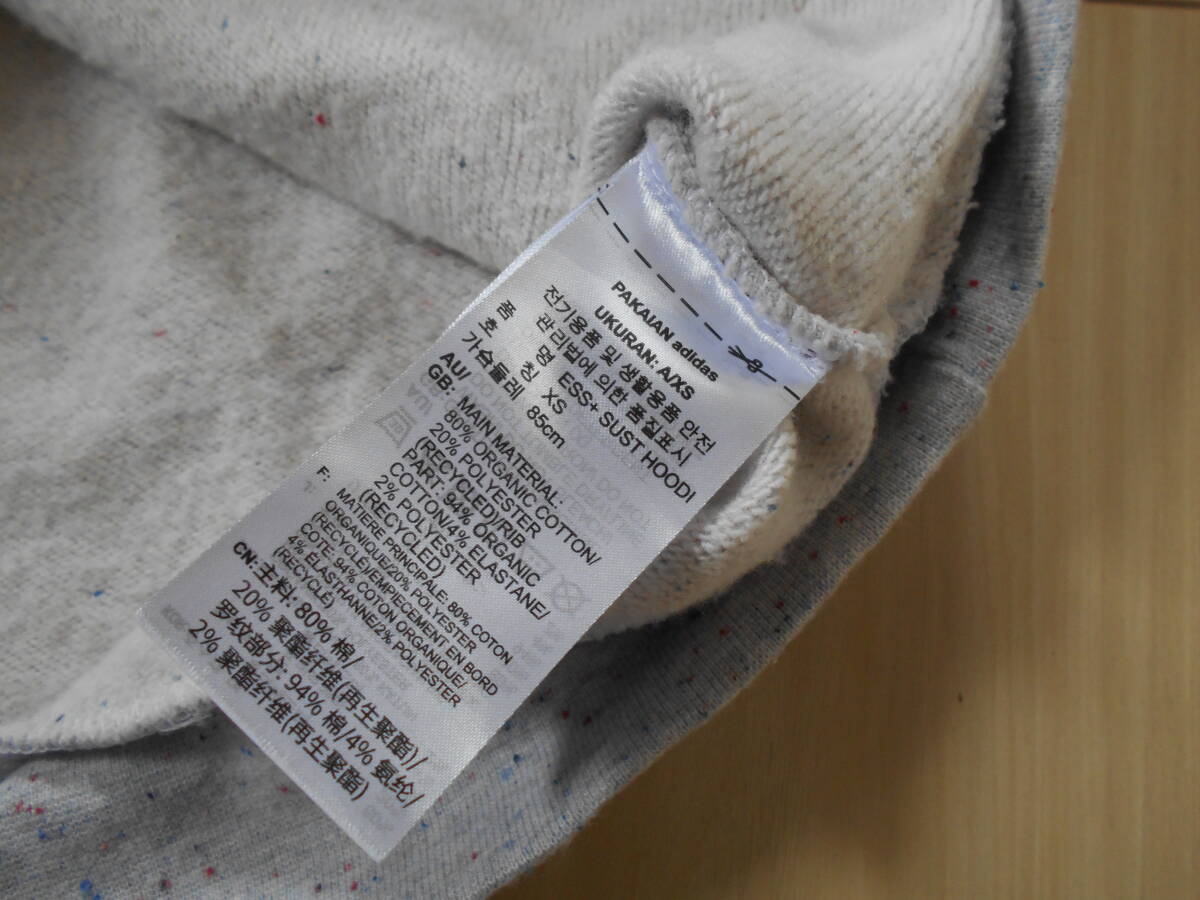 PAKAIAN adidas
UKURAN: A/XS
전기용품 및 생활용품 안전
관리법에 의한 품질표시
품 명 ESS+ SUST HOODI
호 칭 XS
가슴둘레 85cm
AU/
GB: MAIN MATERIAL:
80% ORGANIC COTTON/
20% POLYESTER
(RECYCLED)/RIB
PART: 94% ORGANIC
COTTON/4% ELASTANE/
2% POLYESTER
(RECYCLED)
F: MATIERE PRINCIPALE: 80% COTON
ORGANIQUE/20% POLYESTER
(RECYCLÉ)/EMPIECEMENT EN BORD
COTE: 94% COTON ORGANIQUE/
4% ÉLASTHANNE/2% POLYESTER
(RECYCLÉ)
CN: 主料: 80% 棉/
20% 聚酯纤维(再生聚酯)/
罗纹部分: 94% 棉/4% 氨纶/
2% 聚酯纤维(再生聚酯)